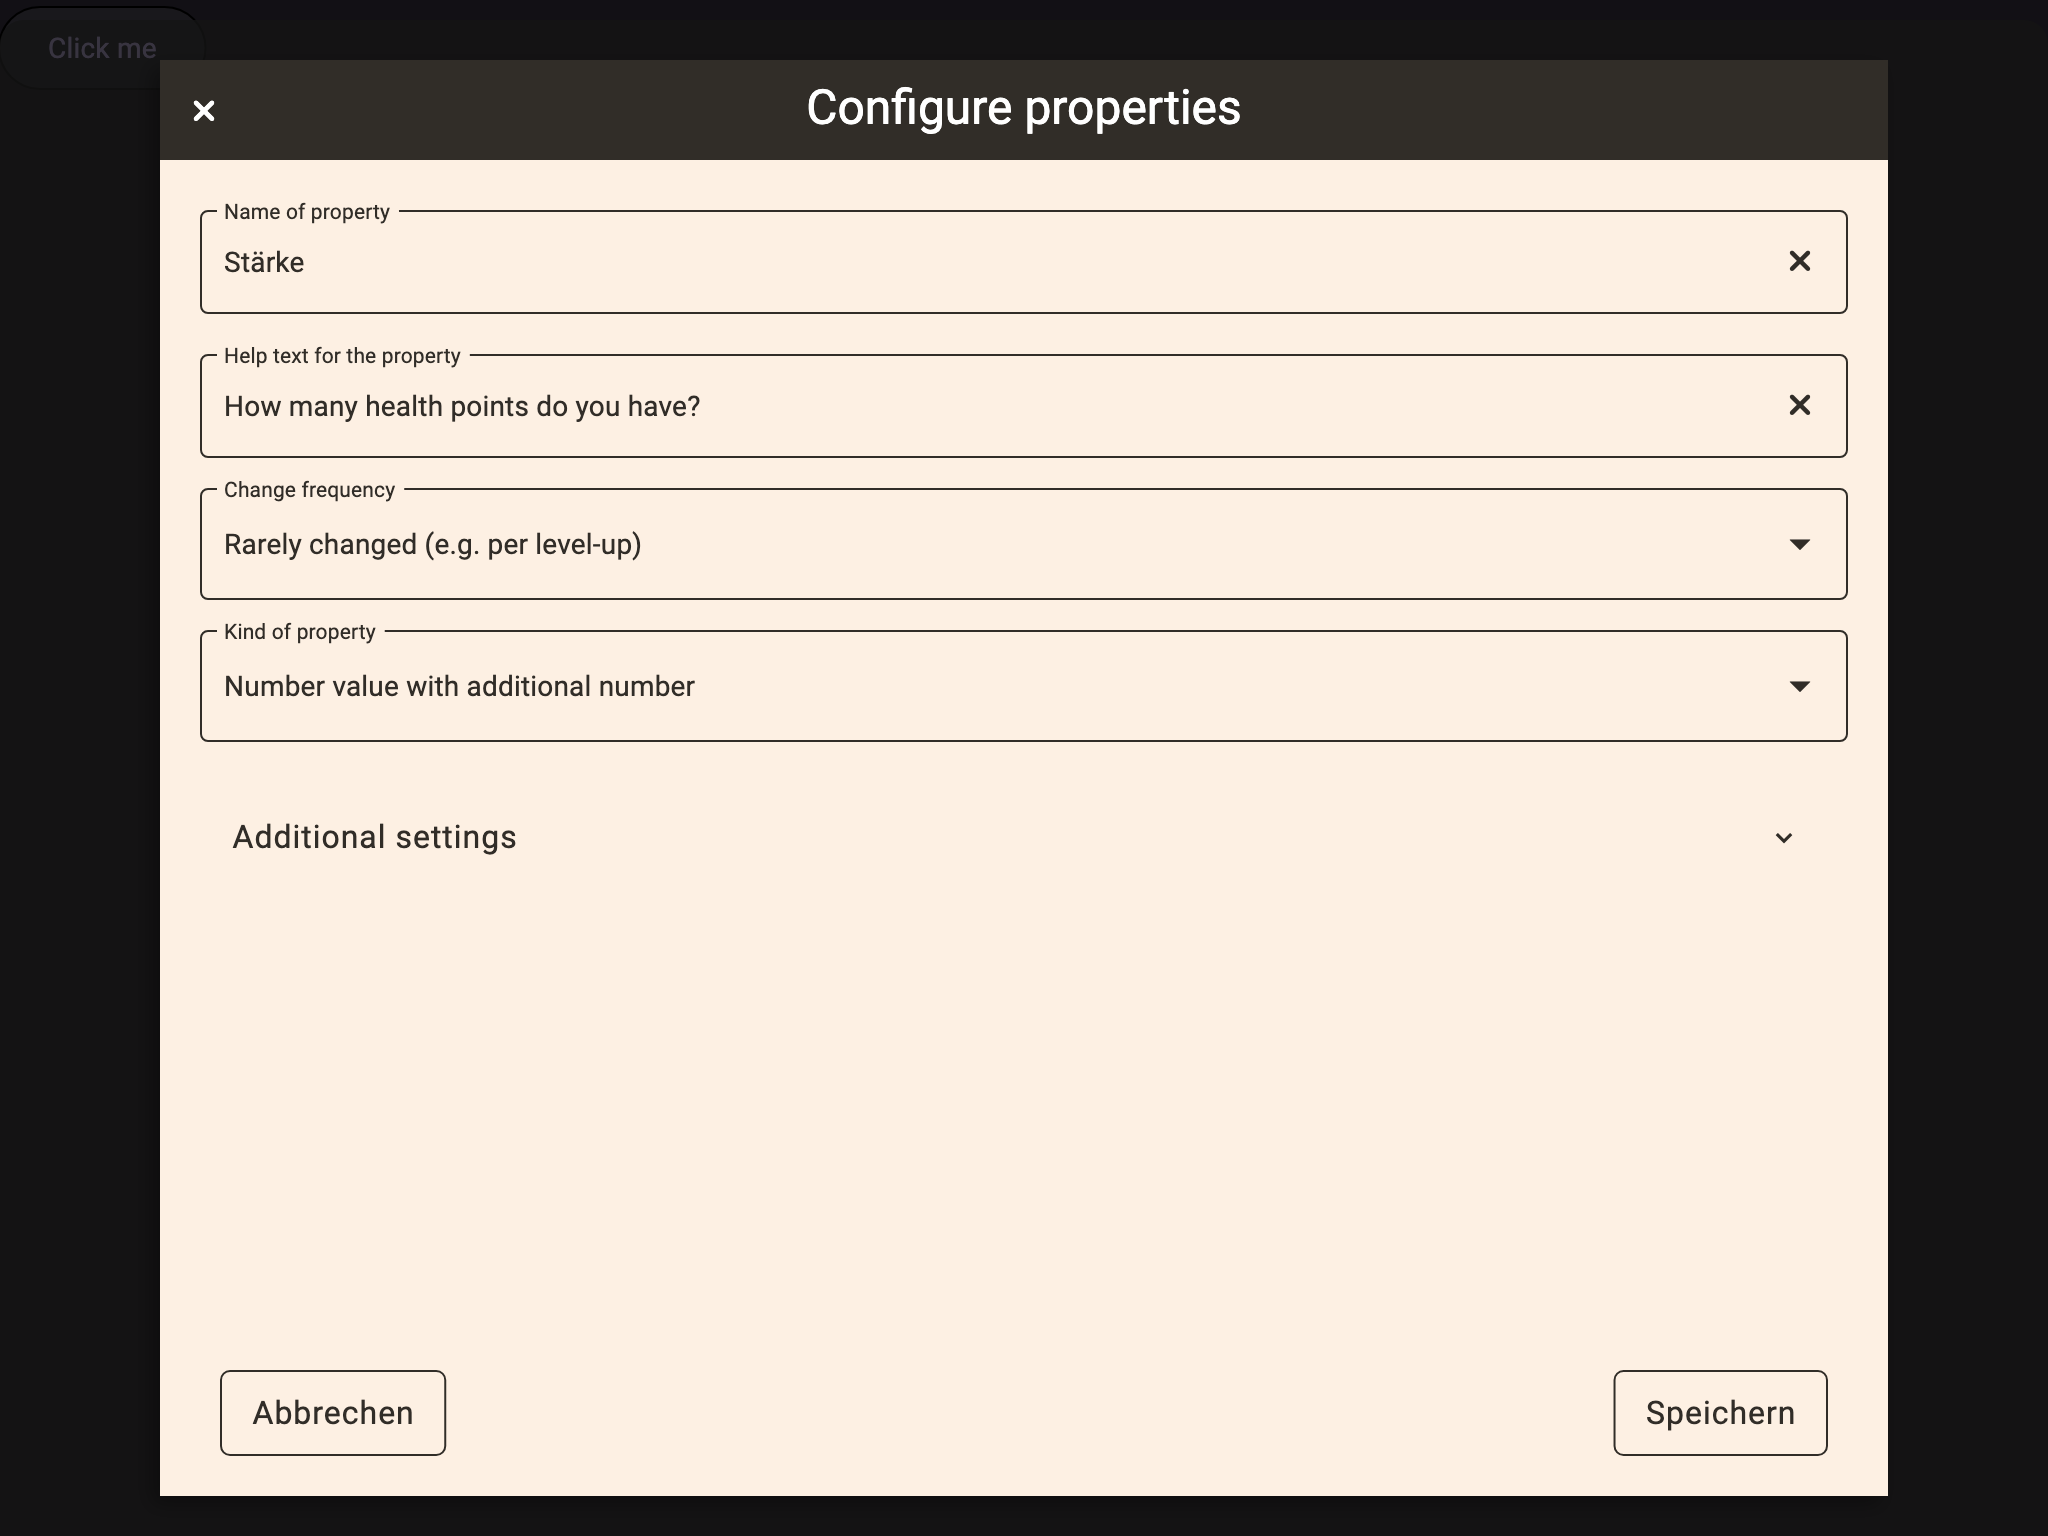 Click me
Configure properties
Name of property
Stärke
Help text for the property
How many health points do you have?
Change frequency
Rarely changed (e.g. per level-up)
Kind of property
Number value with additional number
Additional settings
Abbrechen
Speichern